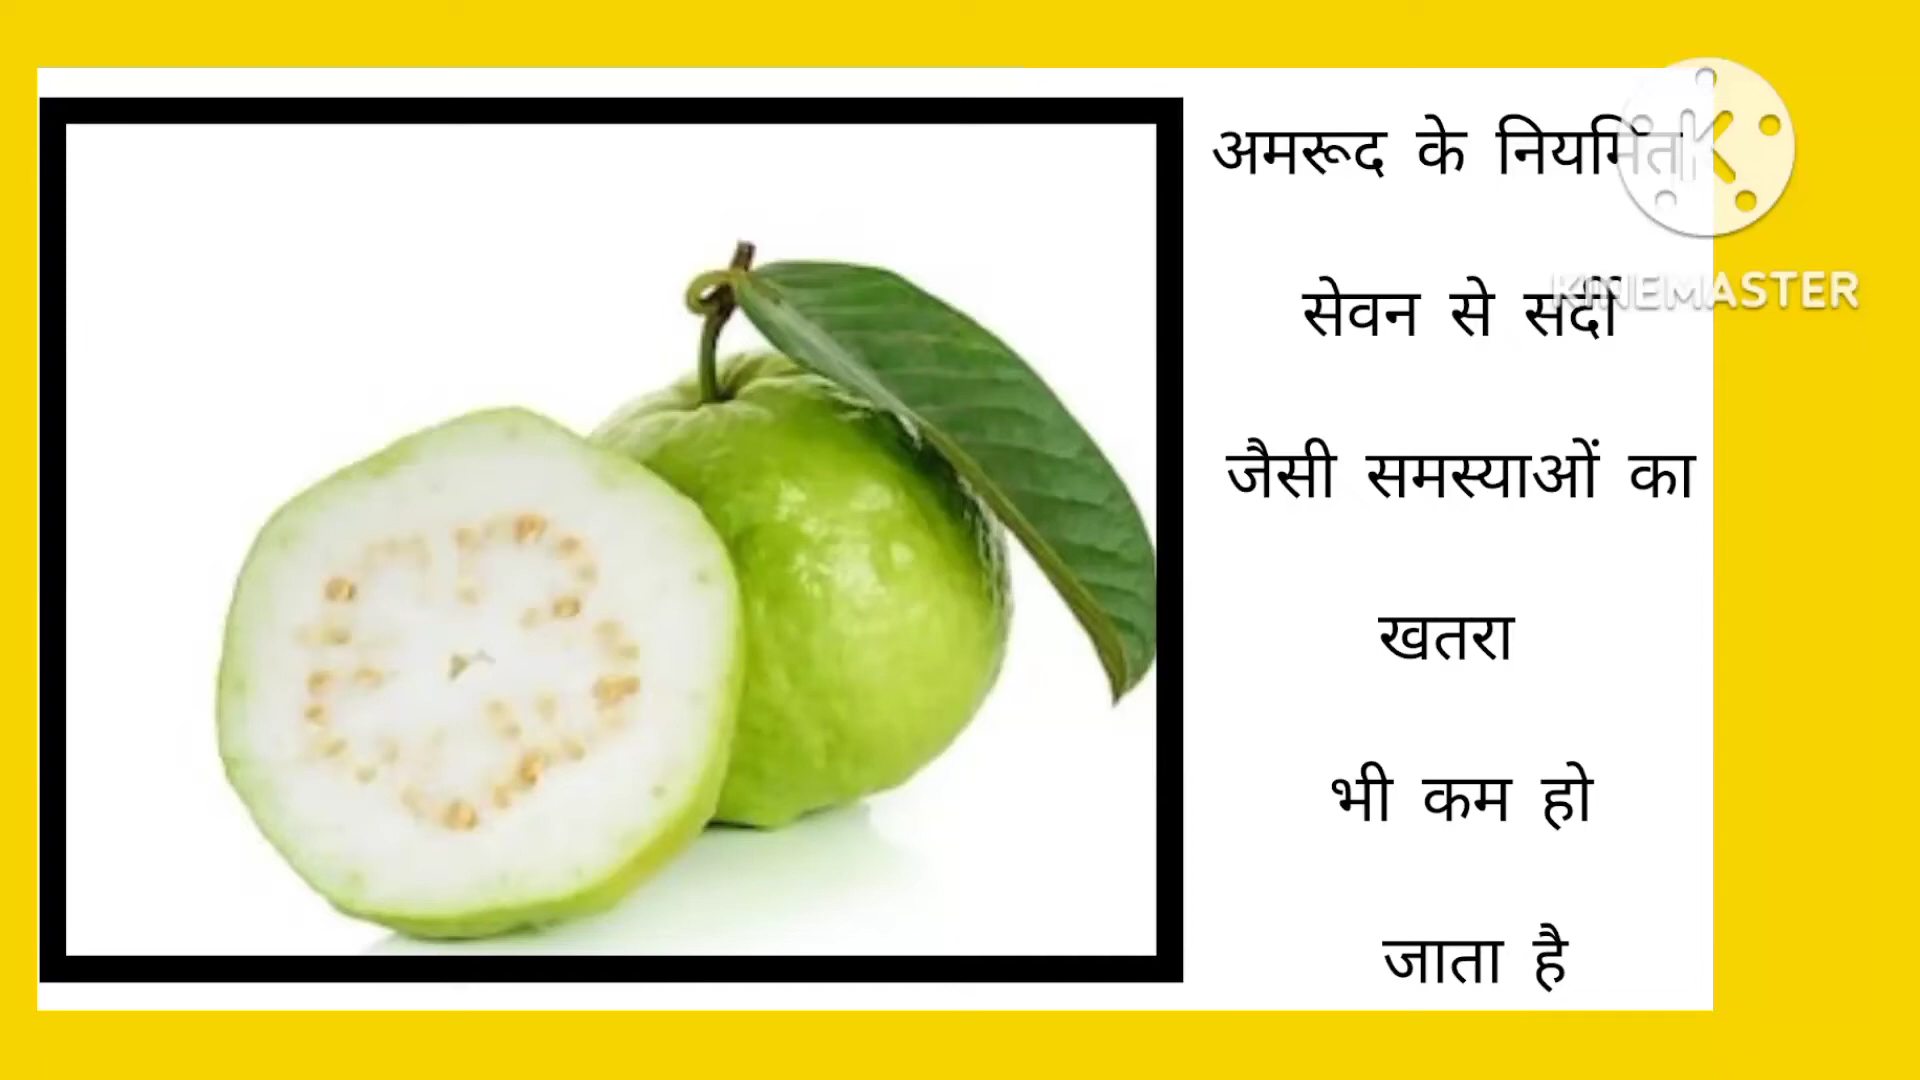 अमरूद के नियमित
सेवन से सर्दी
जैसी समस्याओं का
खतरा
भी कम हो
जाता है
KINEMASTER